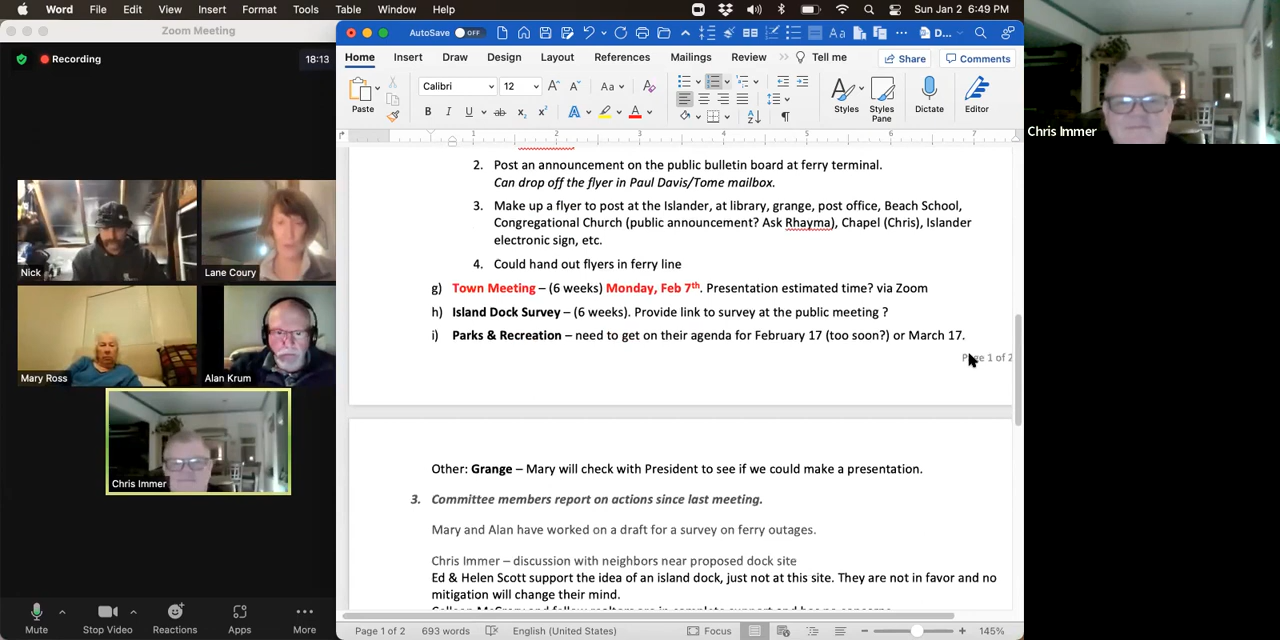 Word File Edit View Insert Format Tools Table Window Help Sun Jan 2 6:49 PM
Zoom Meeting
AutoSave OFF D...
Recording 18:13
Home Insert Draw Design Layout References Mailings Review >> Tell me Share Comments
Paste Calibri 12 Styles Styles Pane Dictate Editor
1 2 3 4 5 6 7
2. Post an announcement on the public bulletin board at ferry terminal.
Can drop off the flyer in Paul Davis/Tome mailbox.
3. Make up a flyer to post at the Islander, at library, grange, post office, Beach School,
Congregational Church (public announcement? Ask Rhayma), Chapel (Chris), Islander
electronic sign, etc.
4. Could hand out flyers in ferry line
g) Town Meeting – (6 weeks) Monday, Feb 7th. Presentation estimated time? via Zoom
h) Island Dock Survey – (6 weeks). Provide link to survey at the public meeting ?
i) Parks & Recreation – need to get on their agenda for February 17 (too soon?) or March 17.
Page 1 of 2
Other: Grange – Mary will check with President to see if we could make a presentation.
3. Committee members report on actions since last meeting.
Mary and Alan have worked on a draft for a survey on ferry outages.
Chris Immer – discussion with neighbors near proposed dock site
Ed & Helen Scott support the idea of an island dock, just not at this site. They are not in favor and no
mitigation will change their mind.
Nick
Lane Coury
Mary Ross
Alan Krum
Chris Immer
Chris Immer
Mute Stop Video Reactions Apps More
Page 1 of 2 693 words English (United States) Focus 145%